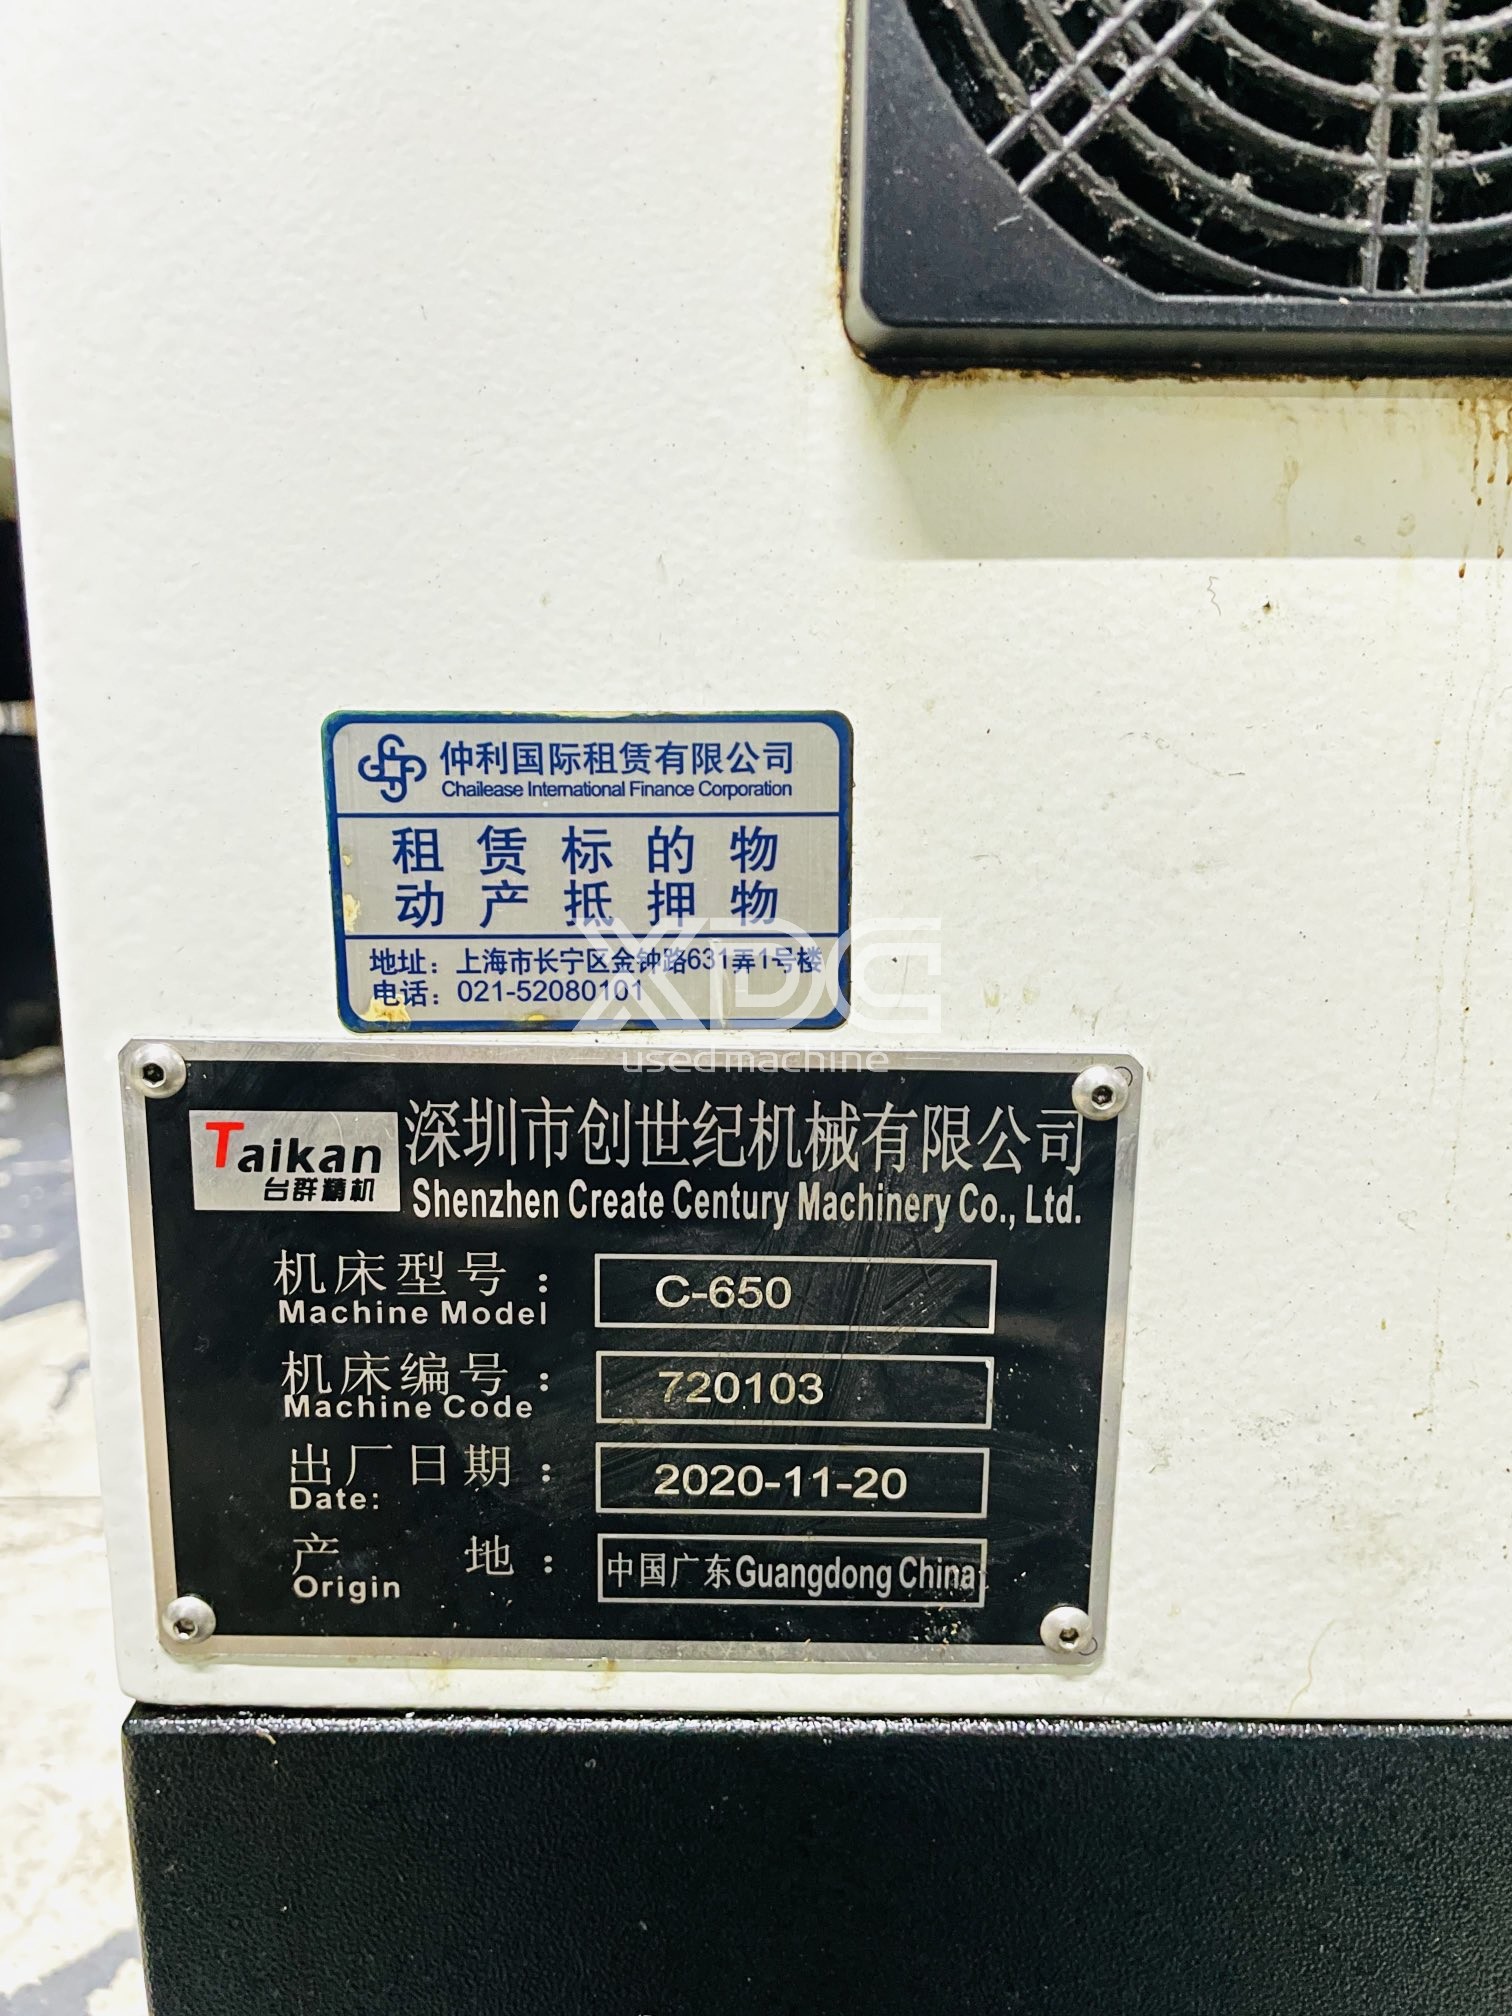 仲利国际租赁有限公司
Chailease International Finance Corporation
租赁标的物
动产抵押物
地址：上海市长宁区金钟路631弄1号楼
电话：021-52080101
XDC
used machine
Taikan
台群精机
深圳市创世纪机械有限公司
Shenzhen Create Century Machinery Co., Ltd.
机床型号： C-650
Machine Model
机床编号： 720103
Machine Code
出厂日期： 2020-11-20
Date:
产地： 中国广东Guangdong China
Origin